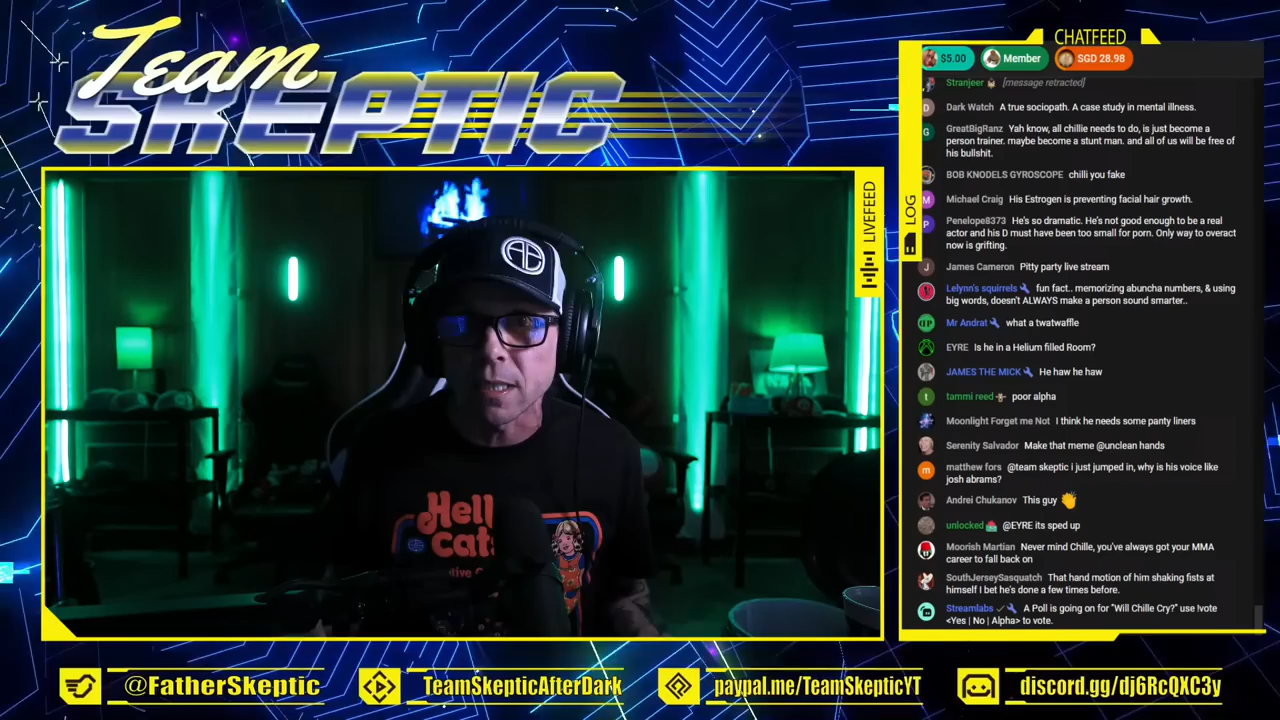 Team
SKEPTIC
CHATFEED
$5.00
Member
SGD 28.98
LIVEFEED
LOG
Stranjeer [message retracted]
Dark Watch A true sociopath. A case study in mental illness.
GreatBigRanz Yah know, all chillie needs to do, is just become a
person trainer. maybe become a stunt man. and all of us will be free of
his bullshit.
BOB KNODELS GYROSCOPE chilli you fake
Michael Craig His Estrogen is preventing facial hair growth.
Penelope8373 He's so dramatic. He's not good enough to be a real
actor and his D must have been too small for porn. Only way to overact
now is grifting.
James Cameron Pitty party live stream
Lelynn's squirrels fun fact.. memorizing abuncha numbers, & using
big words, doesn't ALWAYS make a person sound smarter..
Mr Andrat what a twatwaffle
EYRE Is he in a Helium filled Room?
JAMES THE MICK He haw he haw
tammi reed poor alpha
Moonlight Forget me Not I think he needs some panty liners
Serenity Salvador Make that meme @unclean hands
matthew fors @team skeptic i just jumped in, why is his voice like
josh abrams?
Andrei Chukanov This guy
unlocked @EYRE its sped up
Moorish Martian Never mind Chille, you've always got your MMA
career to fall back on
SouthJerseySasquatch That hand motion of him shaking fists at
himself I bet he's done a few times before.
Streamlabs A Poll is going on for "Will Chille Cry?" use !vote
<Yes | No | Alpha> to vote.
Hell
cats
@FatherSkeptic
TeamSkepticAfterDark
paypal.me/TeamSkepticYT
discord.gg/dj6RcQXC3y